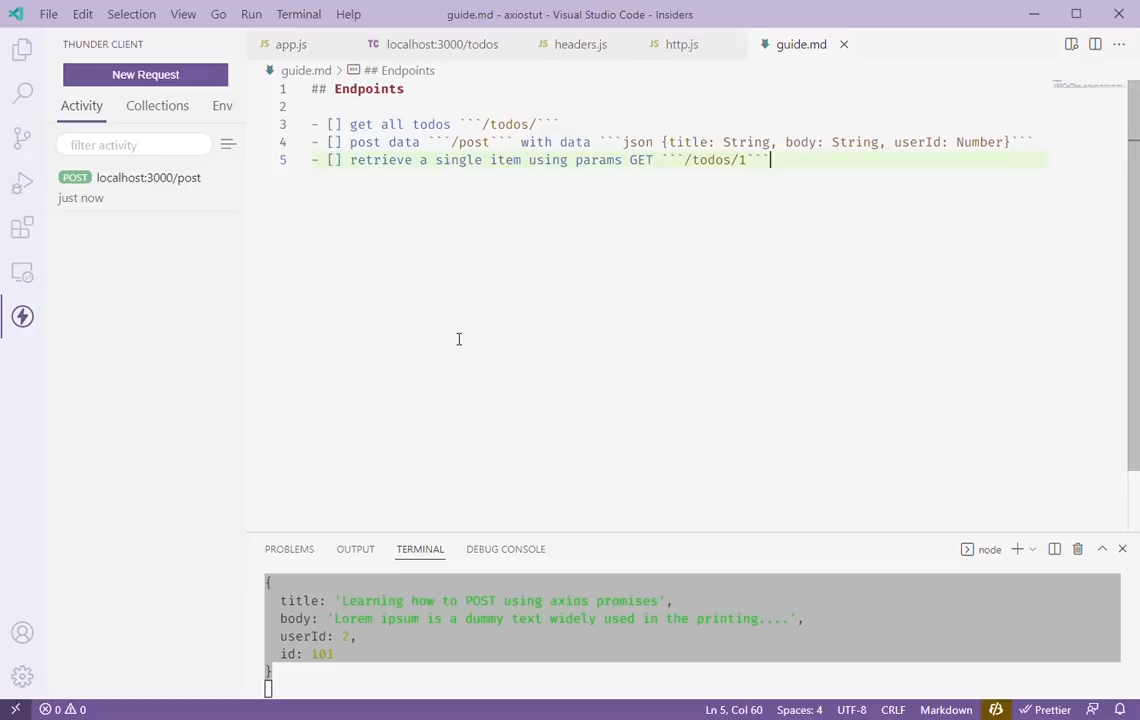 File Edit Selection View Go Run Terminal Help
guide.md - axiostut - Visual Studio Code - Insiders
THUNDER CLIENT
New Request
Activity Collections Env
filter activity
POST localhost:3000/post
just now
JS app.js TC localhost:3000/todos JS headers.js JS http.js guide.md
guide.md > ## Endpoints
1 ## Endpoints
2
3 - [] get all todos ```/todos/```
4 - [] post data ```/post``` with data ```json {title: String, body: String, userId: Number}```
5 - [] retrieve a single item using params GET ```/todos/1```
PROBLEMS OUTPUT TERMINAL DEBUG CONSOLE
node
{
title: 'Learning how to POST using axios promises',
body: 'Lorem ipsum is a dummy text widely used in the printing....',
userId: 2,
id: 101
}
0 0
Ln 5, Col 60 Spaces: 4 UTF-8 CRLF Markdown Prettier